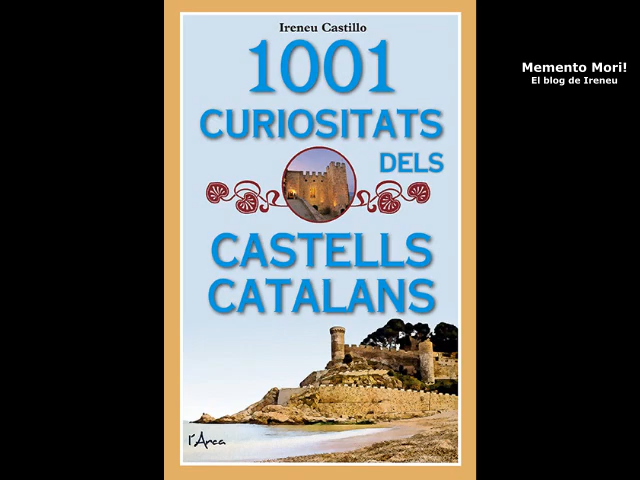 Ireneu Castillo
1001
CURIOSITATS
DELS
CASTELLS
CATALANS
l'Arca
Memento Mori!
El blog de Ireneu